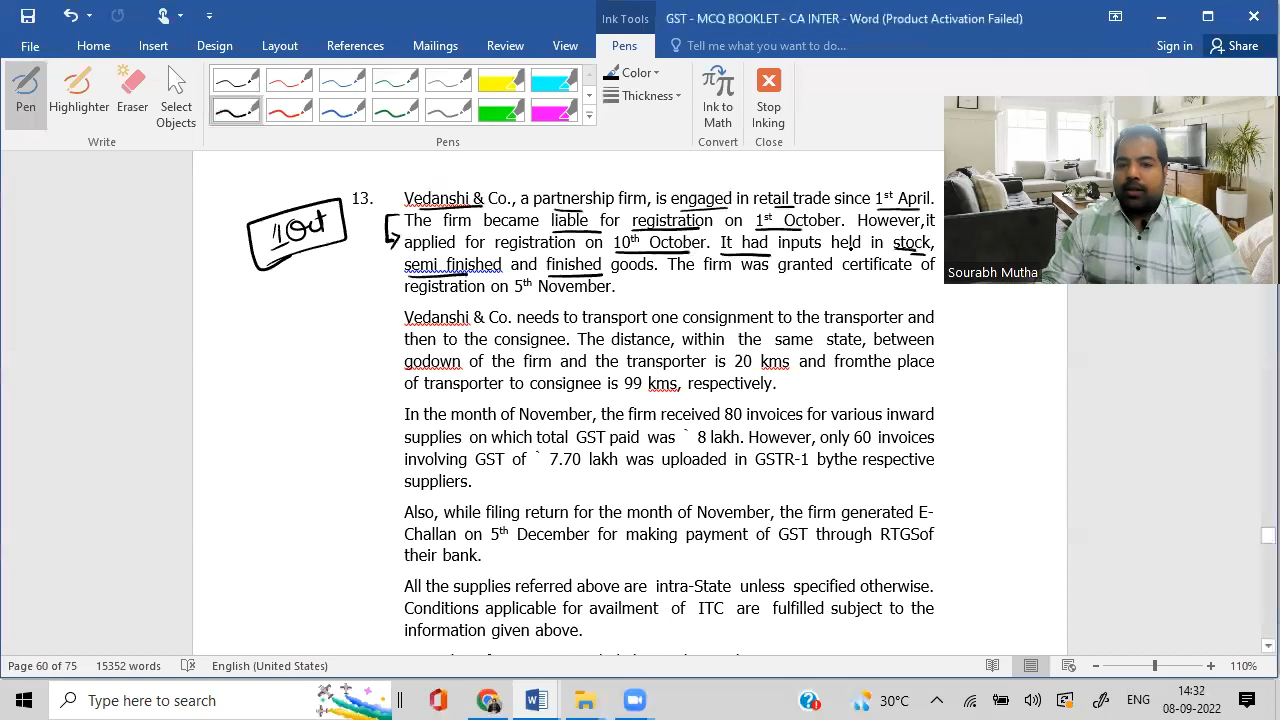 Ink Tools
GST - MCQ BOOKLET - CA INTER - Word (Product Activation Failed)
File
Home
Insert
Design
Layout
References
Mailings
Review
View
Pens
Tell me what you want to do...
Sign in
Share
Pen
Highlighter
Eraser
Select Objects
Color
Thickness
Ink to Math
Stop Inking
Write
Pens
Convert
Close
1 Oct
13. Vedanshi & Co., a partnership firm, is engaged in retail trade since 1st April.
The firm became liable for registration on 1st October. However,it
applied for registration on 10th October. It had inputs held in stock,
semi finished and finished goods. The firm was granted certificate of
registration on 5th November.
Vedanshi & Co. needs to transport one consignment to the transporter and
then to the consignee. The distance, within the same state, between
godown of the firm and the transporter is 20 kms and fromthe place
of transporter to consignee is 99 kms, respectively.
In the month of November, the firm received 80 invoices for various inward
supplies on which total GST paid was ` 8 lakh. However, only 60 invoices
involving GST of ` 7.70 lakh was uploaded in GSTR-1 bythe respective
suppliers.
Also, while filing return for the month of November, the firm generated E-
Challan on 5th December for making payment of GST through RTGSof
their bank.
All the supplies referred above are intra-State unless specified otherwise.
Conditions applicable for availment of ITC are fulfilled subject to the
information given above.
Sourabh Mutha
Page 60 of 75
15352 words
English (United States)
110%
Type here to search
30°C
ENG
14:32
08-09-2022